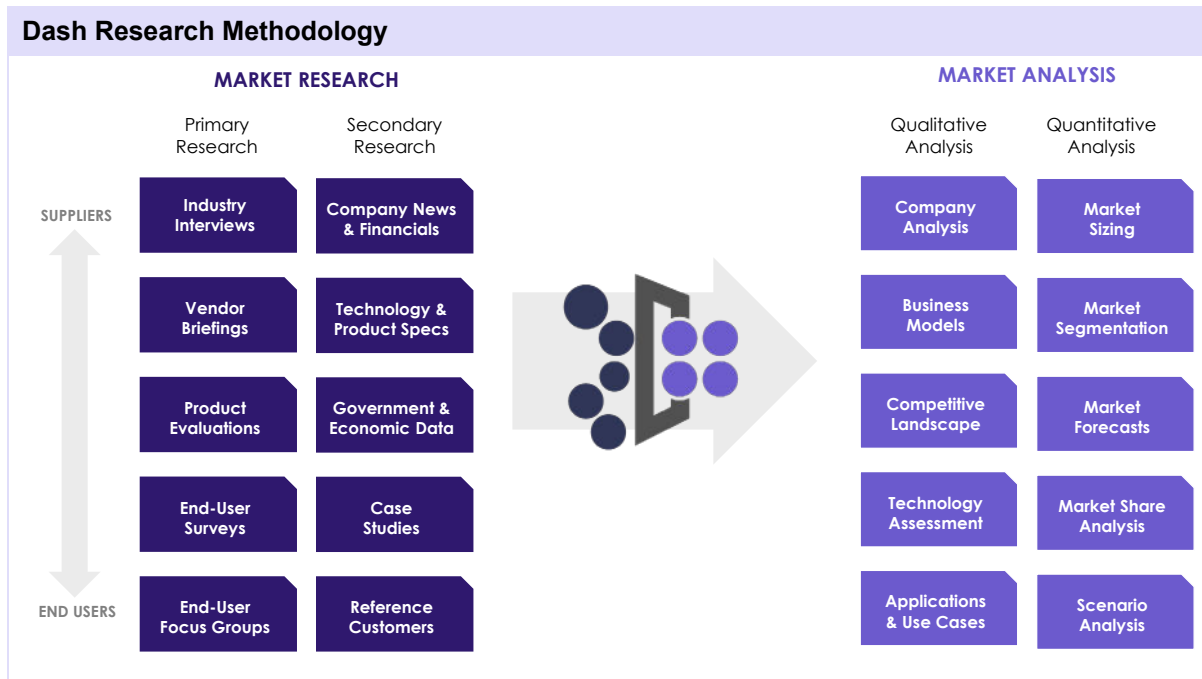 Dash Research Methodology
MARKET RESEARCH
MARKET ANALYSIS
Primary
Research
Secondary
Research
Qualitative
Analysis
Quantitative
Analysis
SUPPLIERS
Industry
Interviews
Company News
& Financials
Company
Analysis
Market
Sizing
Vendor
Briefings
Technology &
Product Specs
Business
Models
Market
Segmentation
Product
Evaluations
Government &
Economic Data
Competitive
Landscape
Market
Forecasts
End-User
Surveys
Case
Studies
Technology
Assessment
Market Share
Analysis
END USERS
End-User
Focus Groups
Reference
Customers
Applications
& Use Cases
Scenario
Analysis